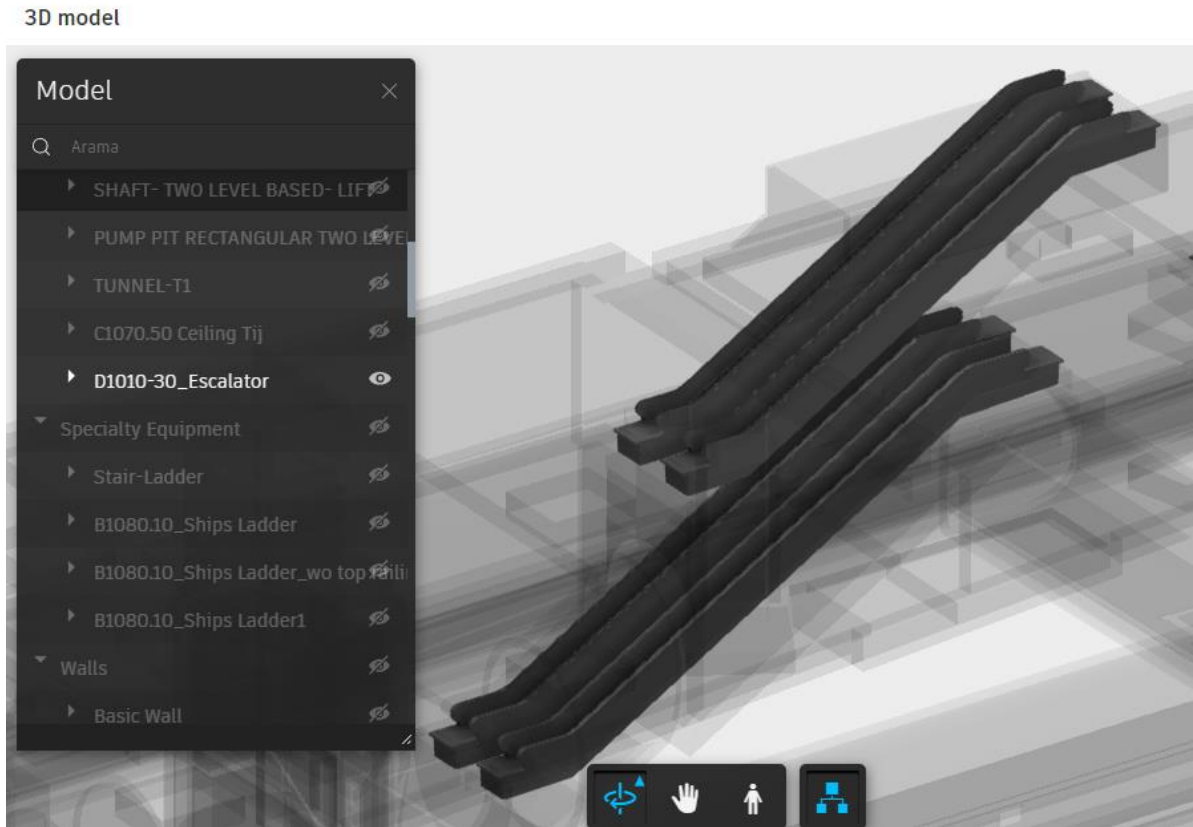 3D model
Model
Arama
SHAFT- TWO LEVEL BASED- LIFT
PUMP PIT RECTANGULAR TWO LEVE
TUNNEL-T1
C1070.50 Ceiling Tij
D1010-30_Escalator
Specialty Equipment
Stair-Ladder
B1080.10_Ships Ladder
B1080.10_Ships Ladder_wo top railin
B1080.10_Ships Ladder1
Walls
Basic Wall